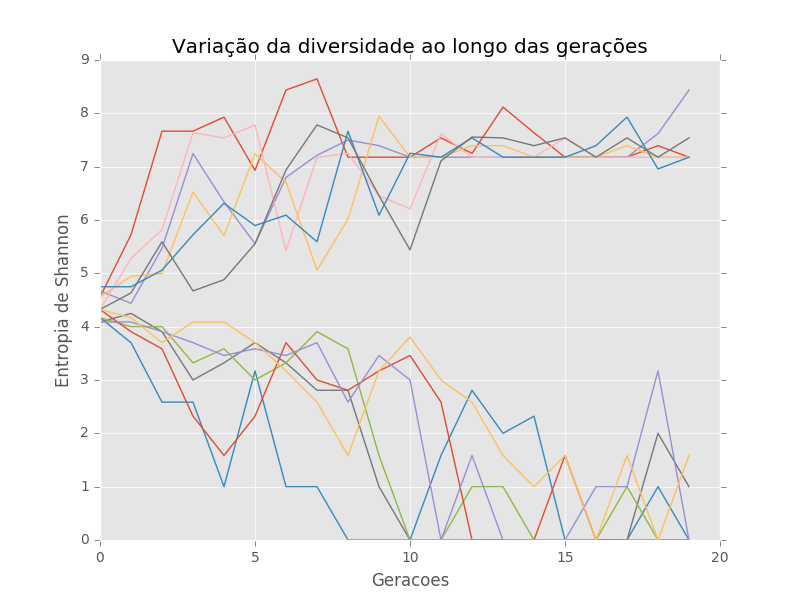 Variação da diversidade ao longo das gerações
Entropia de Shannon
9
8
7
6
5
4
3
2
1
0
0 5 10 15 20
Geracoes